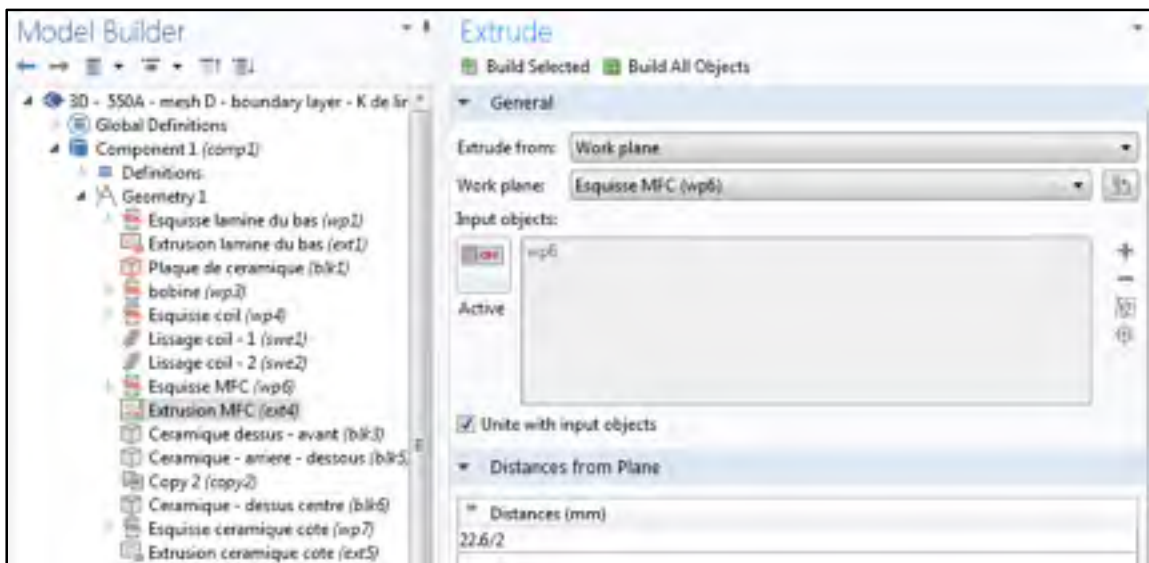 Model Builder
3D - 550A - mesh D - boundary layer - K de lir
Global Definitions
Component 1 (comp1)
Definitions
Geometry 1
Esquisse lamine du bas (wp1)
Extrusion lamine du bas (ext1)
Plaque de ceramique (blk1)
bobine (wp3)
Esquisse coil (wp4)
Lissage coil - 1 (swe1)
Lissage coil - 2 (swe2)
Esquisse MFC (wp6)
Extrusion MFC (ext4)
Ceramique dessus - avant (blk3)
Ceramique - arriere - dessous (blk5)
Copy 2 (copy2)
Ceramique - dessus centre (blk6)
Esquisse ceramique cote (wp7)
Extrusion ceramique cote (ext5)
Extrude
Build Selected Build All Objects
General
Extrude from: Work plane
Work plane: Esquisse MFC (wp6)
Input objects:
wp6
Active
Unite with input objects
Distances from Plane
Distances (mm)
22.6/2